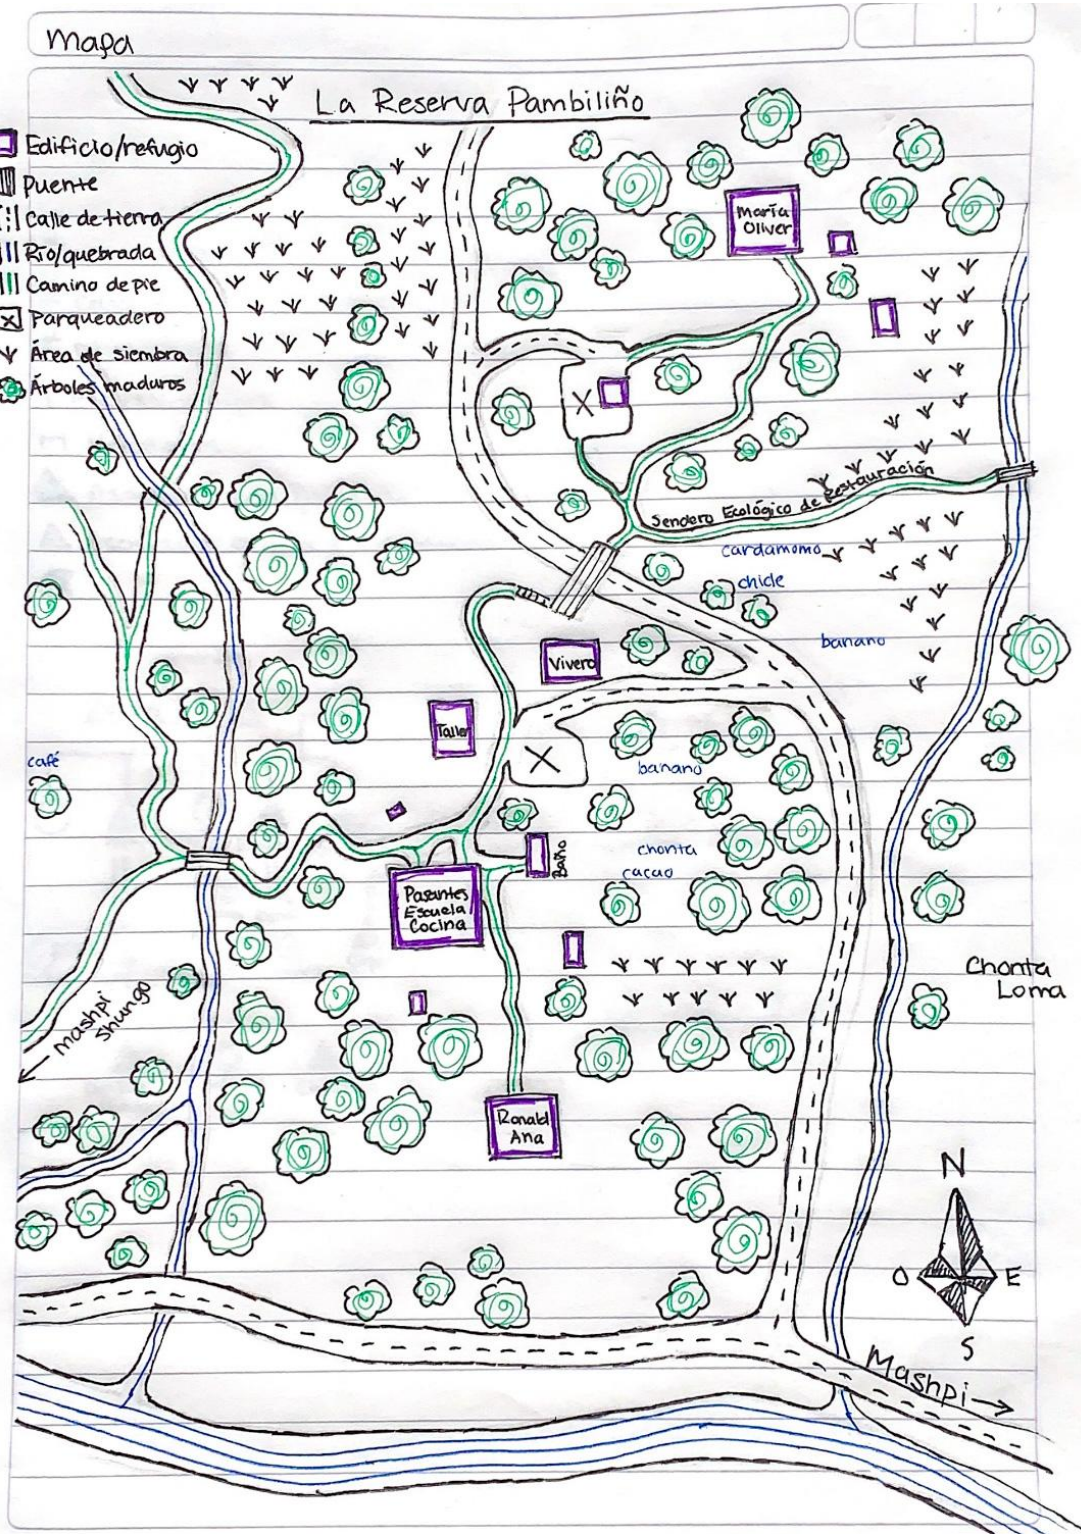 Mapa
La Reserva Pambiliño
Edificio/refugio
Puente
Calle de tierra
Río/quebrada
Camino de pie
X Parqueadero
Área de siembra
Árboles maduros
María
Oliver
X
Sendero Ecológico de Restauración
cardamomo
chide
banano
Vivero
Taller
X
café
banano
Baño
chonta
cacao
Pasantes
Escuela
Cocina
Chonta
Loma
Mashpi
Shungo
Ronald
Ana
N
O E
S
Mashpi